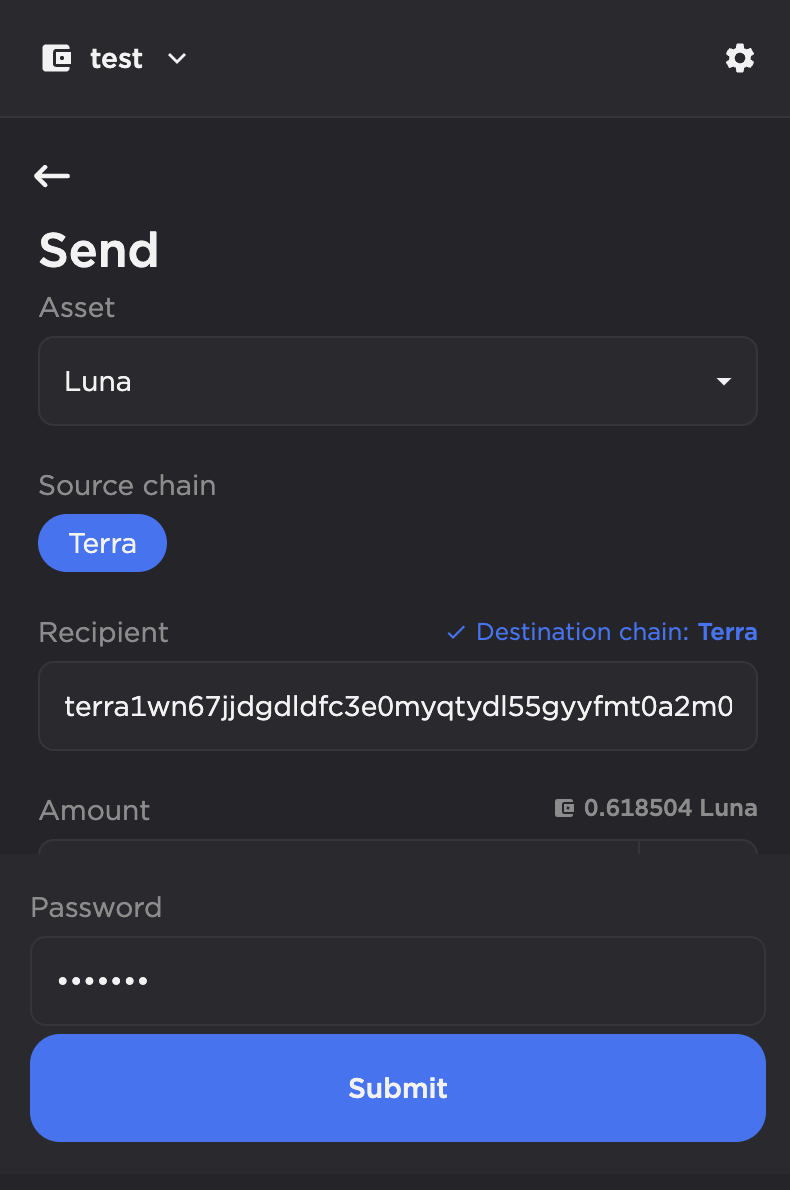 test
Send
Asset
Luna
Source chain
Terra
Recipient
Destination chain: Terra
terra1wn67jjdgdldfc3e0myqtydl55gyyfmt0a2m0
Amount
0.618504 Luna
Password
•••••••
Submit